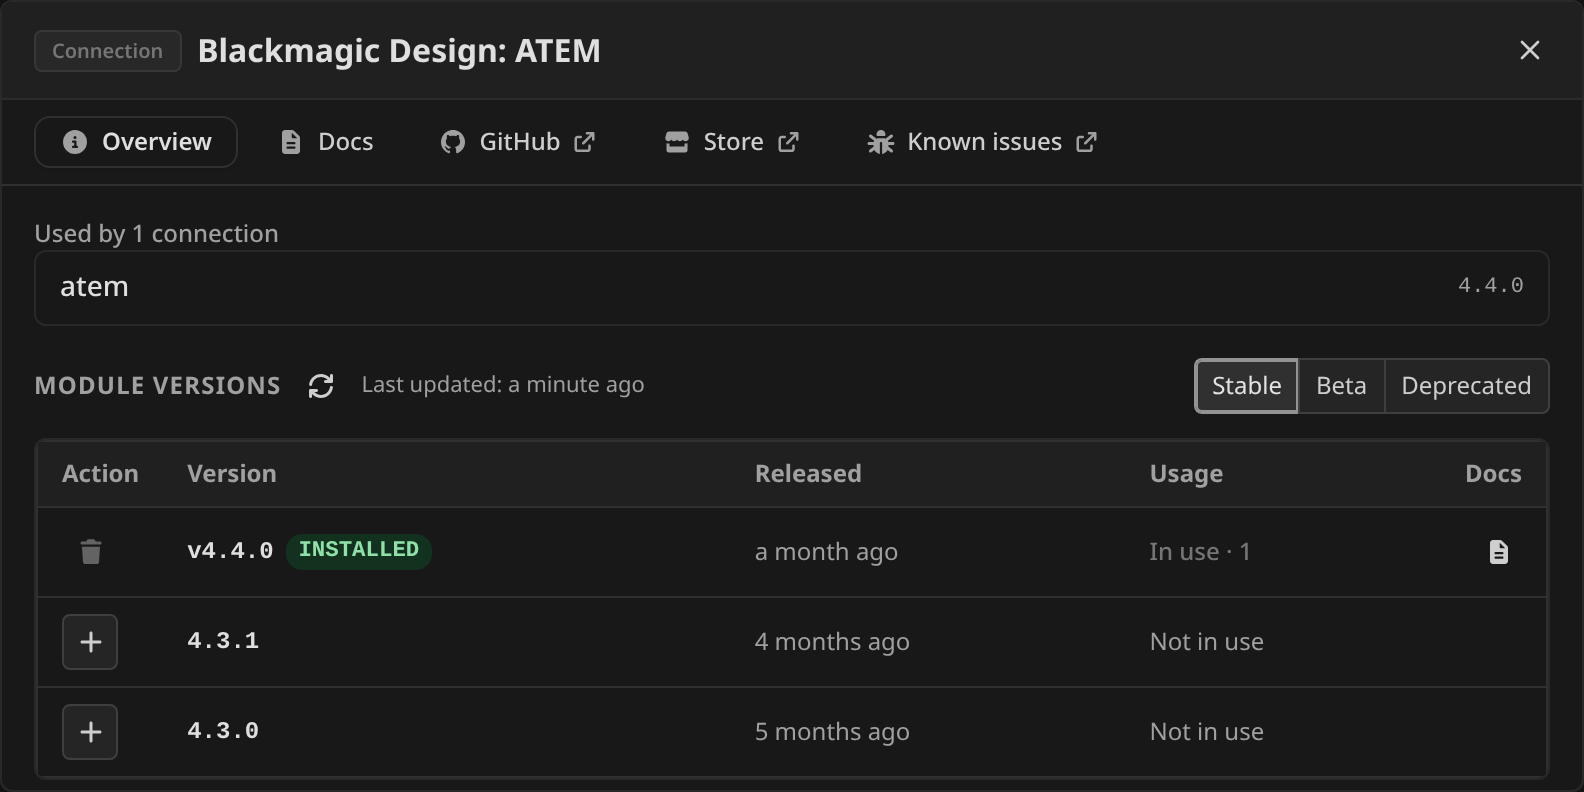 Connection Blackmagic Design: ATEM
Overview Docs GitHub Store Known issues
Used by 1 connection
atem 4.4.0
MODULE VERSIONS Last updated: a minute ago Stable Beta Deprecated
Action Version Released Usage Docs
v4.4.0 INSTALLED a month ago In use · 1
4.3.1 4 months ago Not in use
4.3.0 5 months ago Not in use